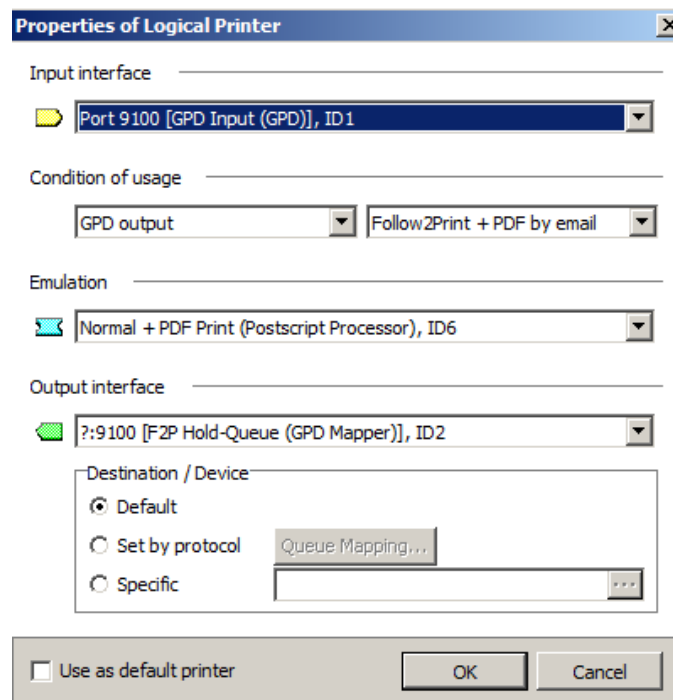 Properties of Logical Printer
Input interface
Port 9100 [GPD Input (GPD)], ID1
Condition of usage
GPD output Follow2Print + PDF by email
Emulation
Normal + PDF Print (Postscript Processor), ID6
Output interface
?:9100 [F2P Hold-Queue (GPD Mapper)], ID2
Destination / Device
Default
Set by protocol Queue Mapping...
Specific ...
Use as default printer OK Cancel